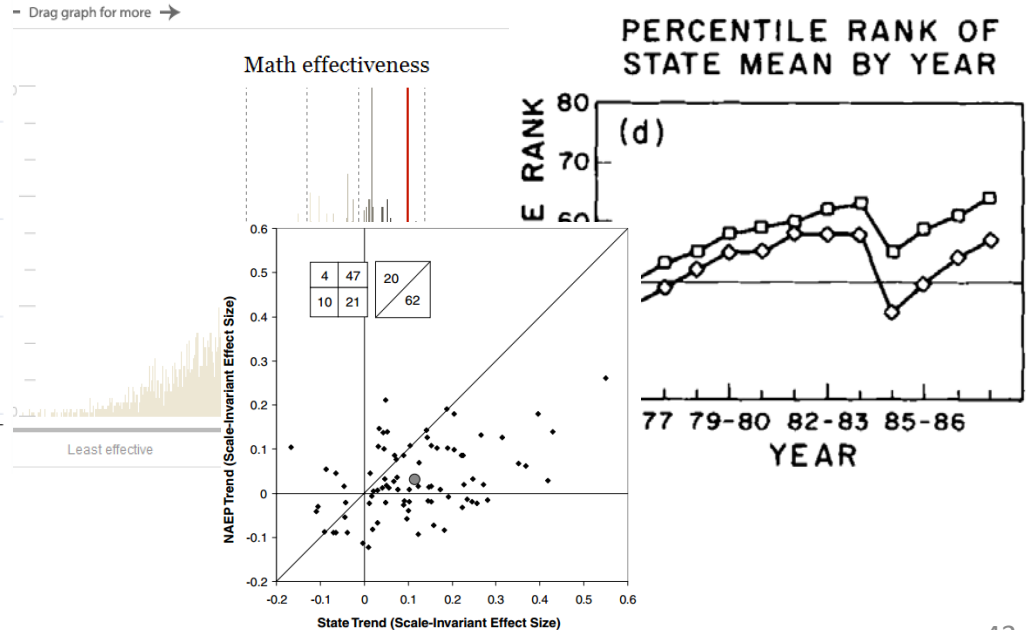 Drag graph for more
Math effectiveness
Least effective
PERCENTILE RANK OF
STATE MEAN BY YEAR
E RANK
80
70
60
(d)
77 79-80 82-83 85-86
YEAR
NAEP Trend (Scale-Invariant Effect Size)
0.6
0.5
0.4
0.3
0.2
0.1
0
-0.1
-0.2
4 47
10 21
20
62
-0.2 -0.1 0 0.1 0.2 0.3 0.4 0.5 0.6
State Trend (Scale-Invariant Effect Size)